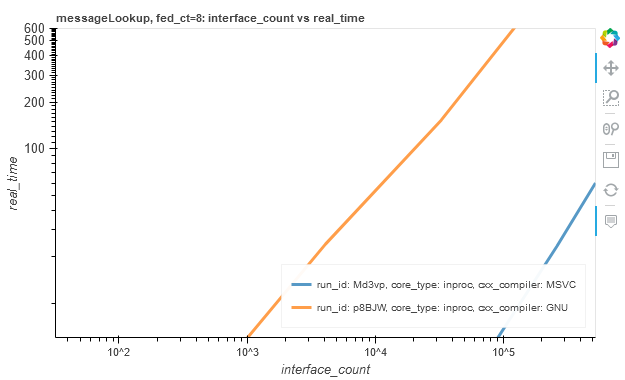 messageLookup, fed_ct=8: interface_count vs real_time
600
500
400
300
200
100
real_time
10^2
10^3
10^4
10^5
interface_count
run_id: Md3vp, core_type: inproc, cxx_compiler: MSVC
run_id: p8BJW, core_type: inproc, cxx_compiler: GNU